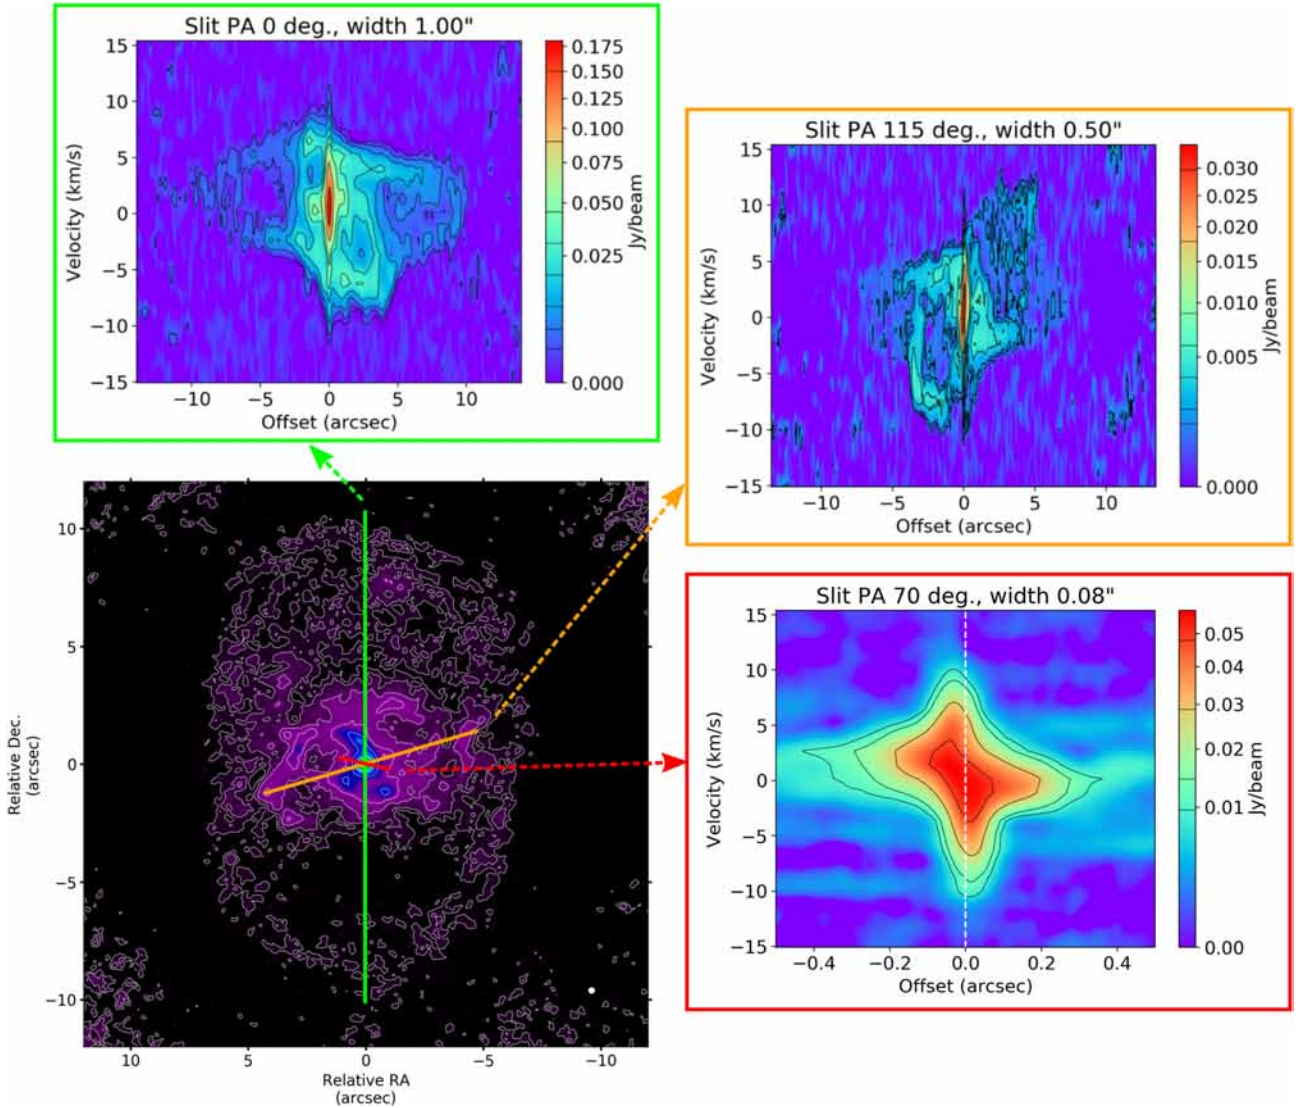 Slit PA 0 deg., width 1.00"
15
10
5
0
−5
−10
−15
Velocity (km/s)
−10 −5 0 5 10
Offset (arcsec)
0.175
0.150
0.125
0.100
0.075
0.050
0.025
0.000
Jy/beam
Slit PA 115 deg., width 0.50"
15
10
5
0
−5
−10
−15
Velocity (km/s)
−10 −5 0 5 10
Offset (arcsec)
0.030
0.025
0.020
0.015
0.010
0.005
0.000
Jy/beam
10
5
0
−5
−10
Relative Dec.
(arcsec)
10 5 0 −5 −10
Relative RA
(arcsec)
Slit PA 70 deg., width 0.08"
15
10
5
0
−5
−10
−15
Velocity (km/s)
−0.4 −0.2 0.0 0.2 0.4
Offset (arcsec)
0.05
0.04
0.03
0.02
0.01
0.00
Jy/beam